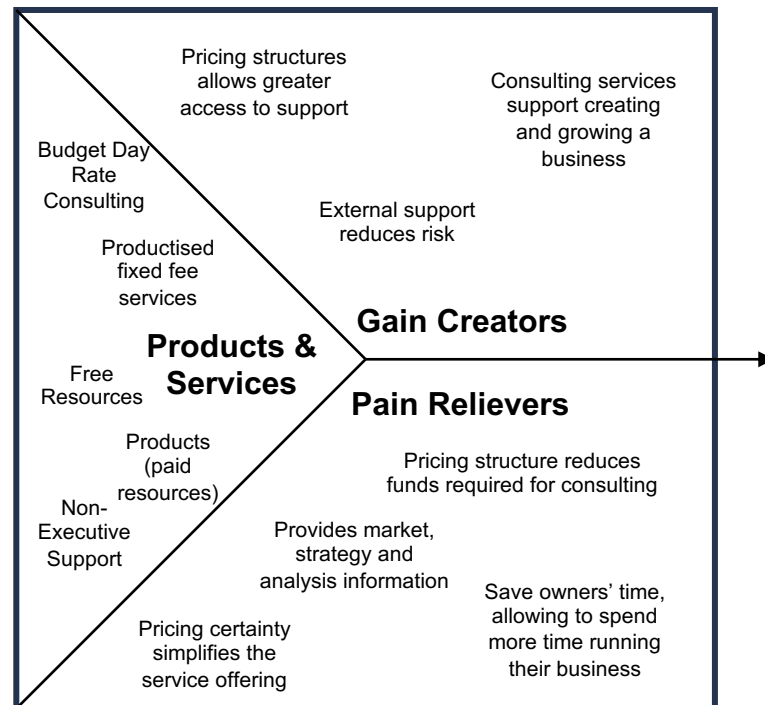 Pricing structures
allows greater
access to support
Consulting services
support creating
and growing a
business
Budget Day
Rate
Consulting
External support
reduces risk
Productised
fixed fee
services
Gain Creators
Products &
Services
Free
Resources
Pain Relievers
Products
(paid
resources)
Pricing structure reduces
funds required for consulting
Non-
Executive
Support
Provides market,
strategy and
analysis information
Save owners’ time,
allowing to spend
more time running
their business
Pricing certainty
simplifies the
service offering